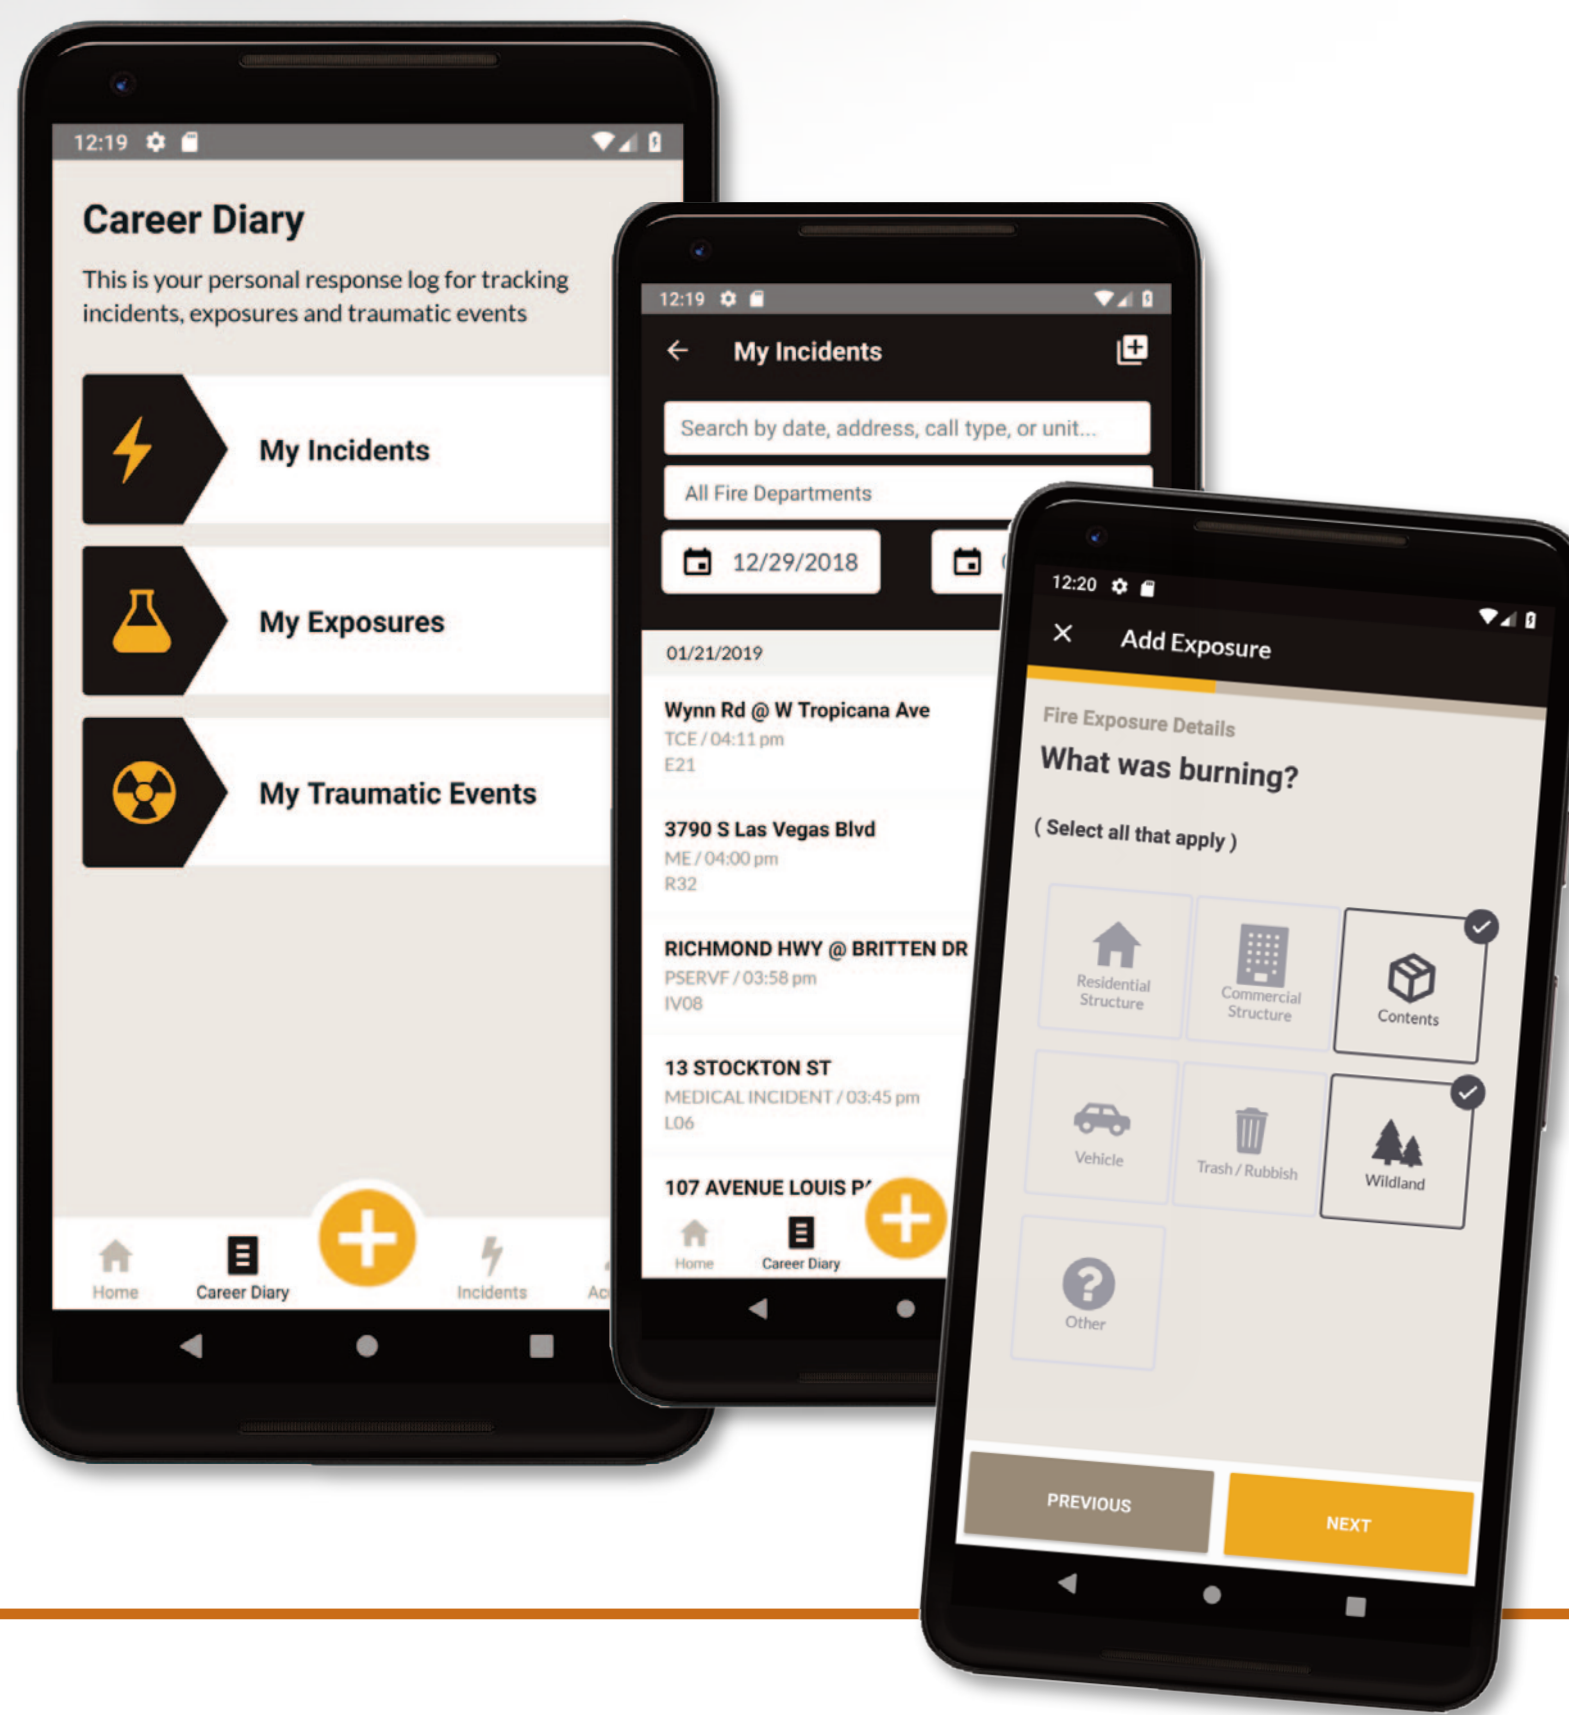 12:19
Career Diary
This is your personal response log for tracking
incidents, exposures and traumatic events
My Incidents
My Exposures
My Traumatic Events
Home
Career Diary
Incidents
12:19
My Incidents
Search by date, address, call type, or unit...
All Fire Departments
12/29/2018
01/21/2019
Wynn Rd @ W Tropicana Ave
TCE / 04:11 pm
E21
3790 S Las Vegas Blvd
ME / 04:00 pm
R32
RICHMOND HWY @ BRITTEN DR
PSERVF / 03:58 pm
IV08
13 STOCKTON ST
MEDICAL INCIDENT / 03:45 pm
L06
107 AVENUE LOUIS
Home
Career Diary
12:20
Add Exposure
Fire Exposure Details
What was burning?
( Select all that apply )
Residential
Structure
Commercial
Structure
Contents
Vehicle
Trash / Rubbish
Wildland
Other
PREVIOUS
NEXT